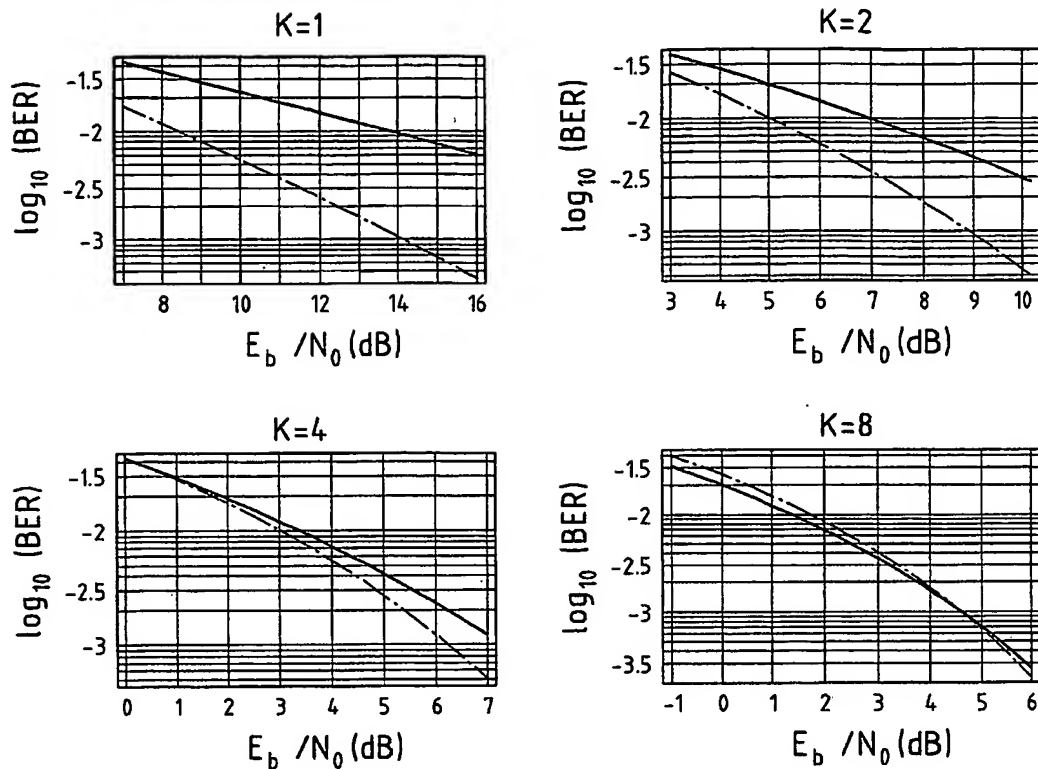 K=1
log10 (BER)
-1.5
-2
-2.5
-3
8 10 12 14 16
Eb /N0 (dB)
K=2
log10 (BER)
-1.5
-2
-2.5
-3
3 4 5 6 7 8 9 10
Eb /N0 (dB)
K=4
log10 (BER)
-1.5
-2
-2.5
-3
0 1 2 3 4 5 6 7
Eb /N0 (dB)
K=8
log10 (BER)
-1.5
-2
-2.5
-3
-3.5
-1 0 1 2 3 4 5 6
Eb /N0 (dB)